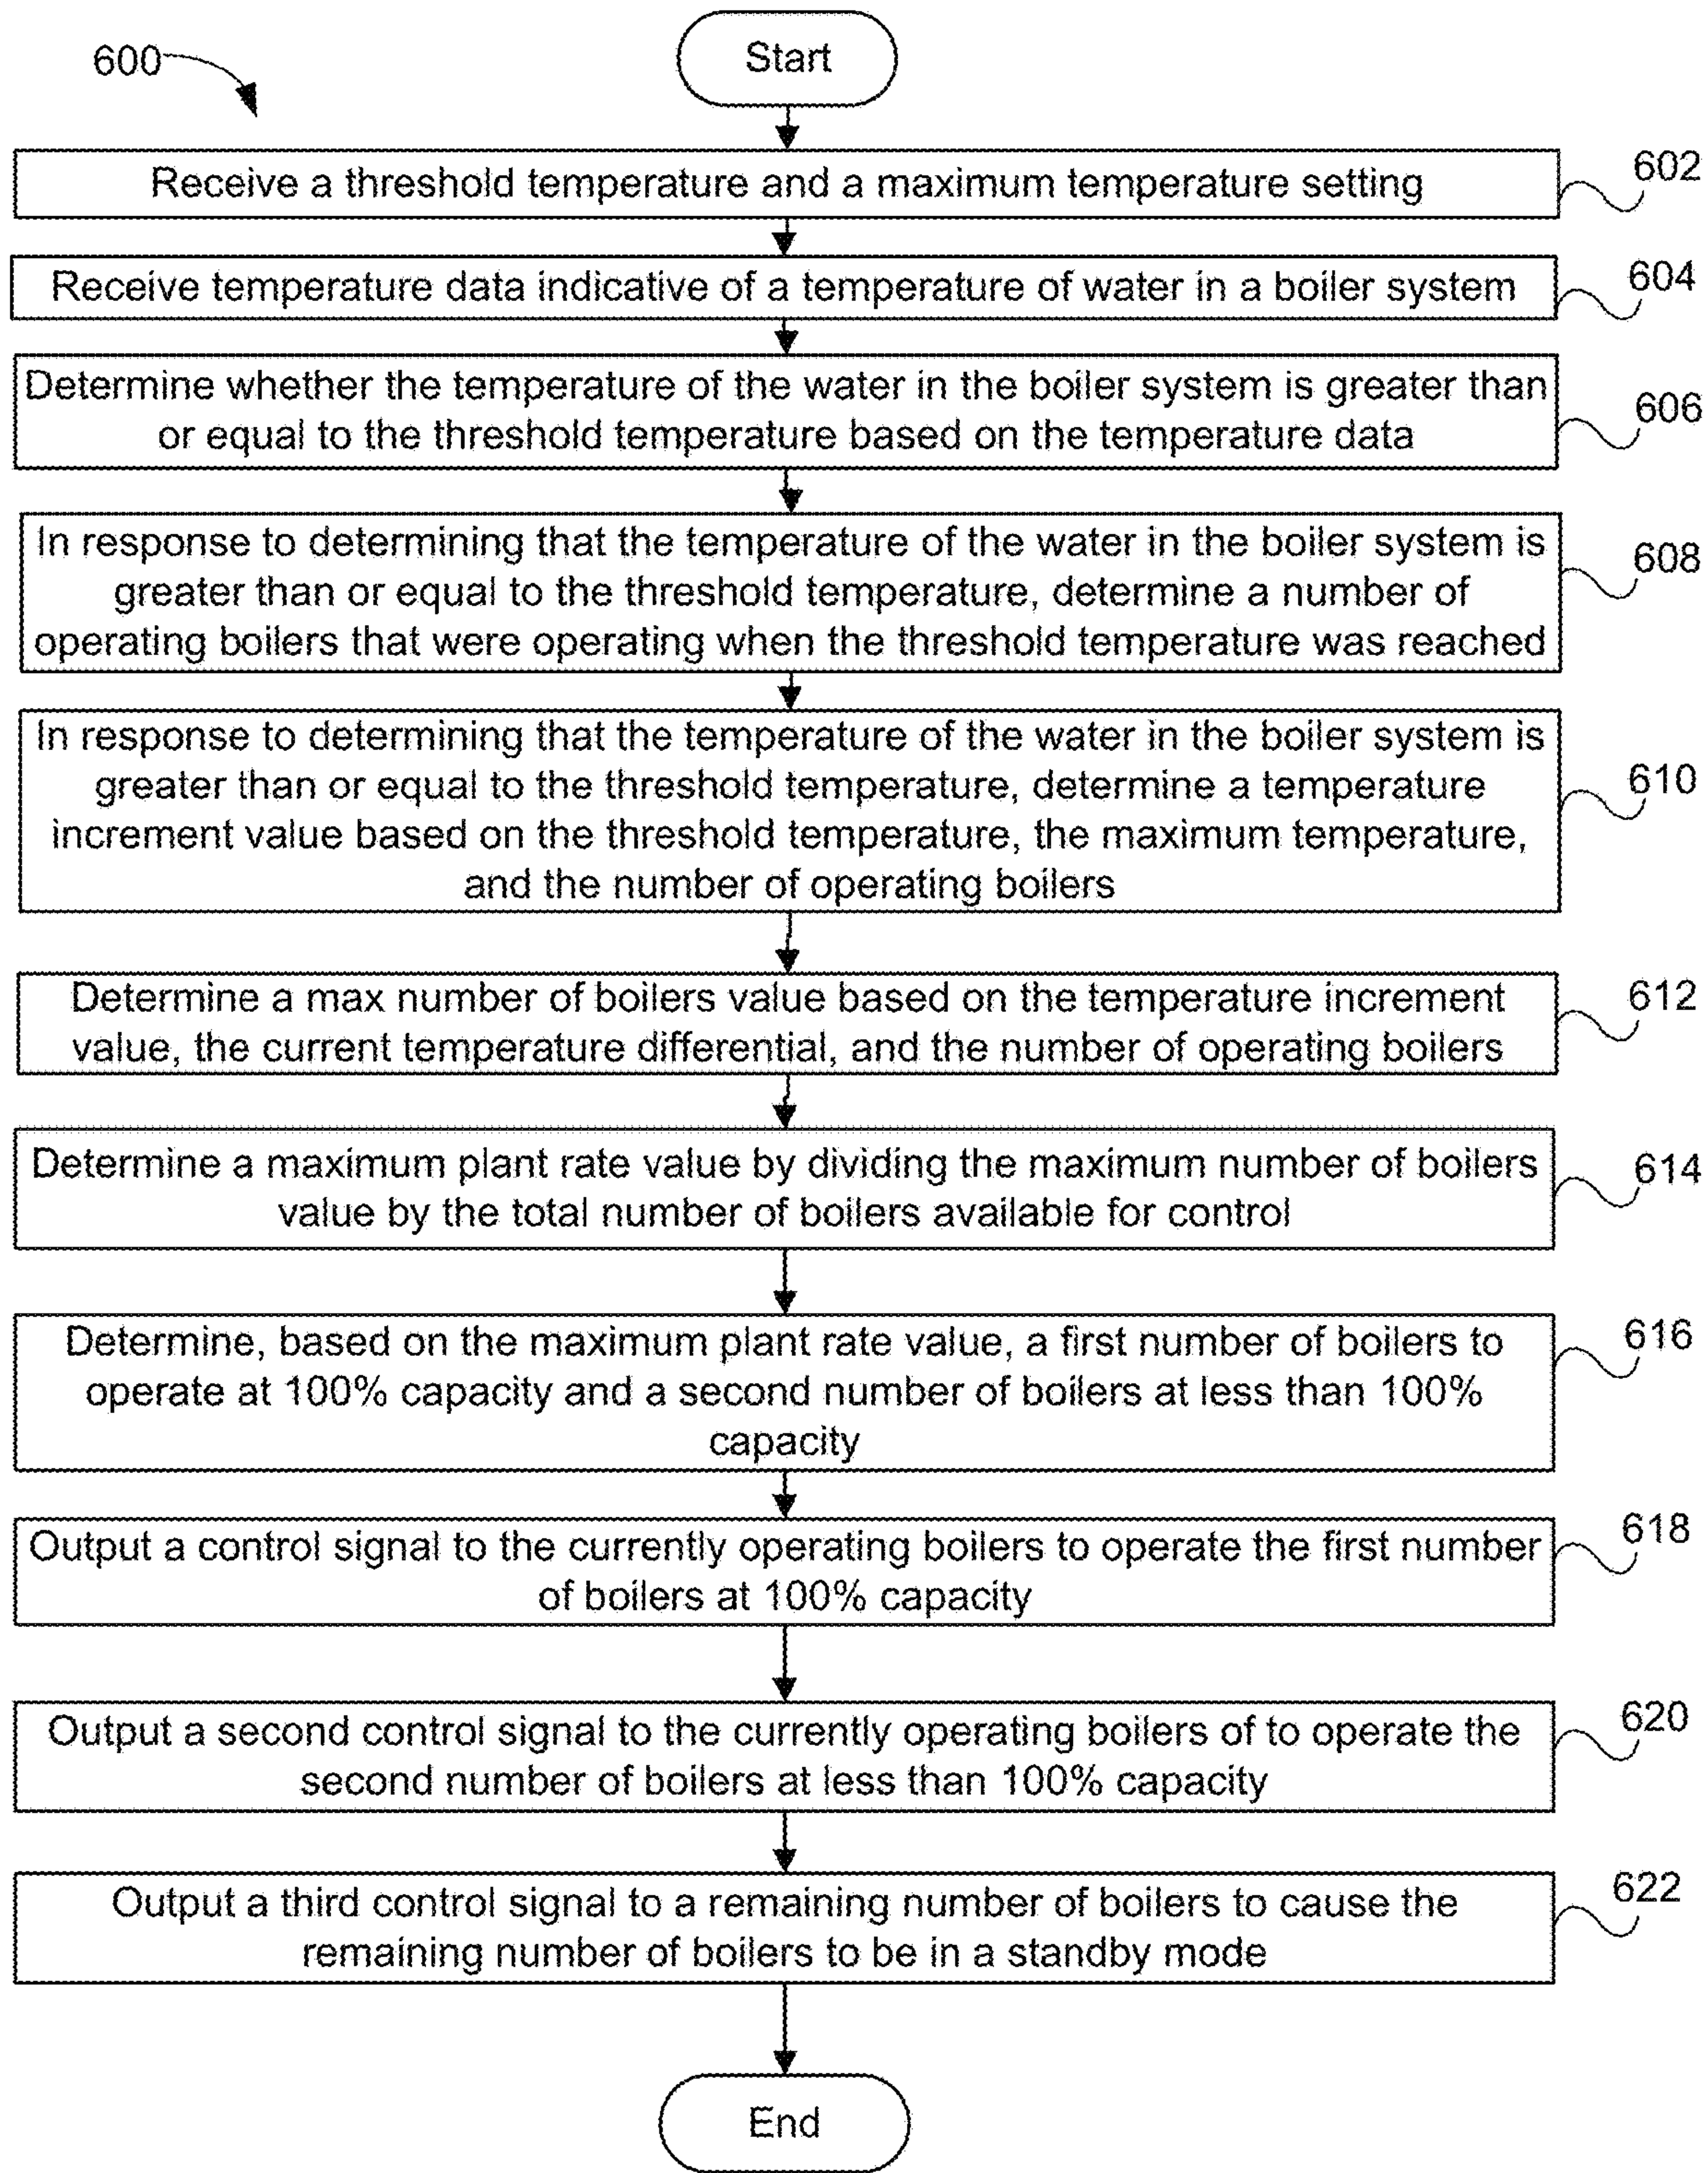 600
Start
Receive a threshold temperature and a maximum temperature setting
602
Receive temperature data indicative of a temperature of water in a boiler system
604
Determine whether the temperature of the water in the boiler system is greater than
or equal to the threshold temperature based on the temperature data
606
In response to determining that the temperature of the water in the boiler system is
greater than or equal to the threshold temperature, determine a number of
operating boilers that were operating when the threshold temperature was reached
608
In response to determining that the temperature of the water in the boiler system is
greater than or equal to the threshold temperature, determine a temperature
increment value based on the threshold temperature, the maximum temperature,
and the number of operating boilers
610
Determine a max number of boilers value based on the temperature increment
value, the current temperature differential, and the number of operating boilers
612
Determine a maximum plant rate value by dividing the maximum number of boilers
value by the total number of boilers available for control
614
Determine, based on the maximum plant rate value, a first number of boilers to
operate at 100% capacity and a second number of boilers at less than 100%
capacity
616
Output a control signal to the currently operating boilers to operate the first number
of boilers at 100% capacity
618
Output a second control signal to the currently operating boilers of to operate the
second number of boilers at less than 100% capacity
620
Output a third control signal to a remaining number of boilers to cause the
remaining number of boilers to be in a standby mode
622
End